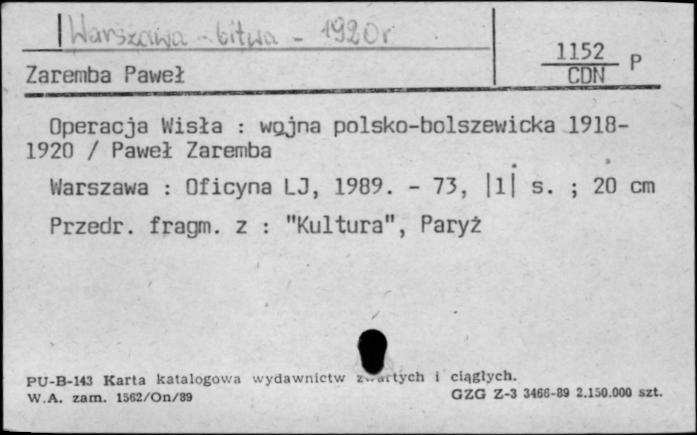 Warszawa - bitwa - 1920r
1152 P
CDN
Zaremba Paweł
Operacja Wisła : wojna polsko-bolszewicka 1918-
1920 / Paweł Zaremba
Warszawa : Oficyna LJ, 1989. - 73, |1| s. ; 20 cm
Przedr. fragm. z : "Kultura", Paryż
PU-B-143 Karta katalogowa wydawnictw zwartych i ciągłych.
W.A. zam. 1562/On/89 GZG Z-3 3466-89 2.150.000 szt.